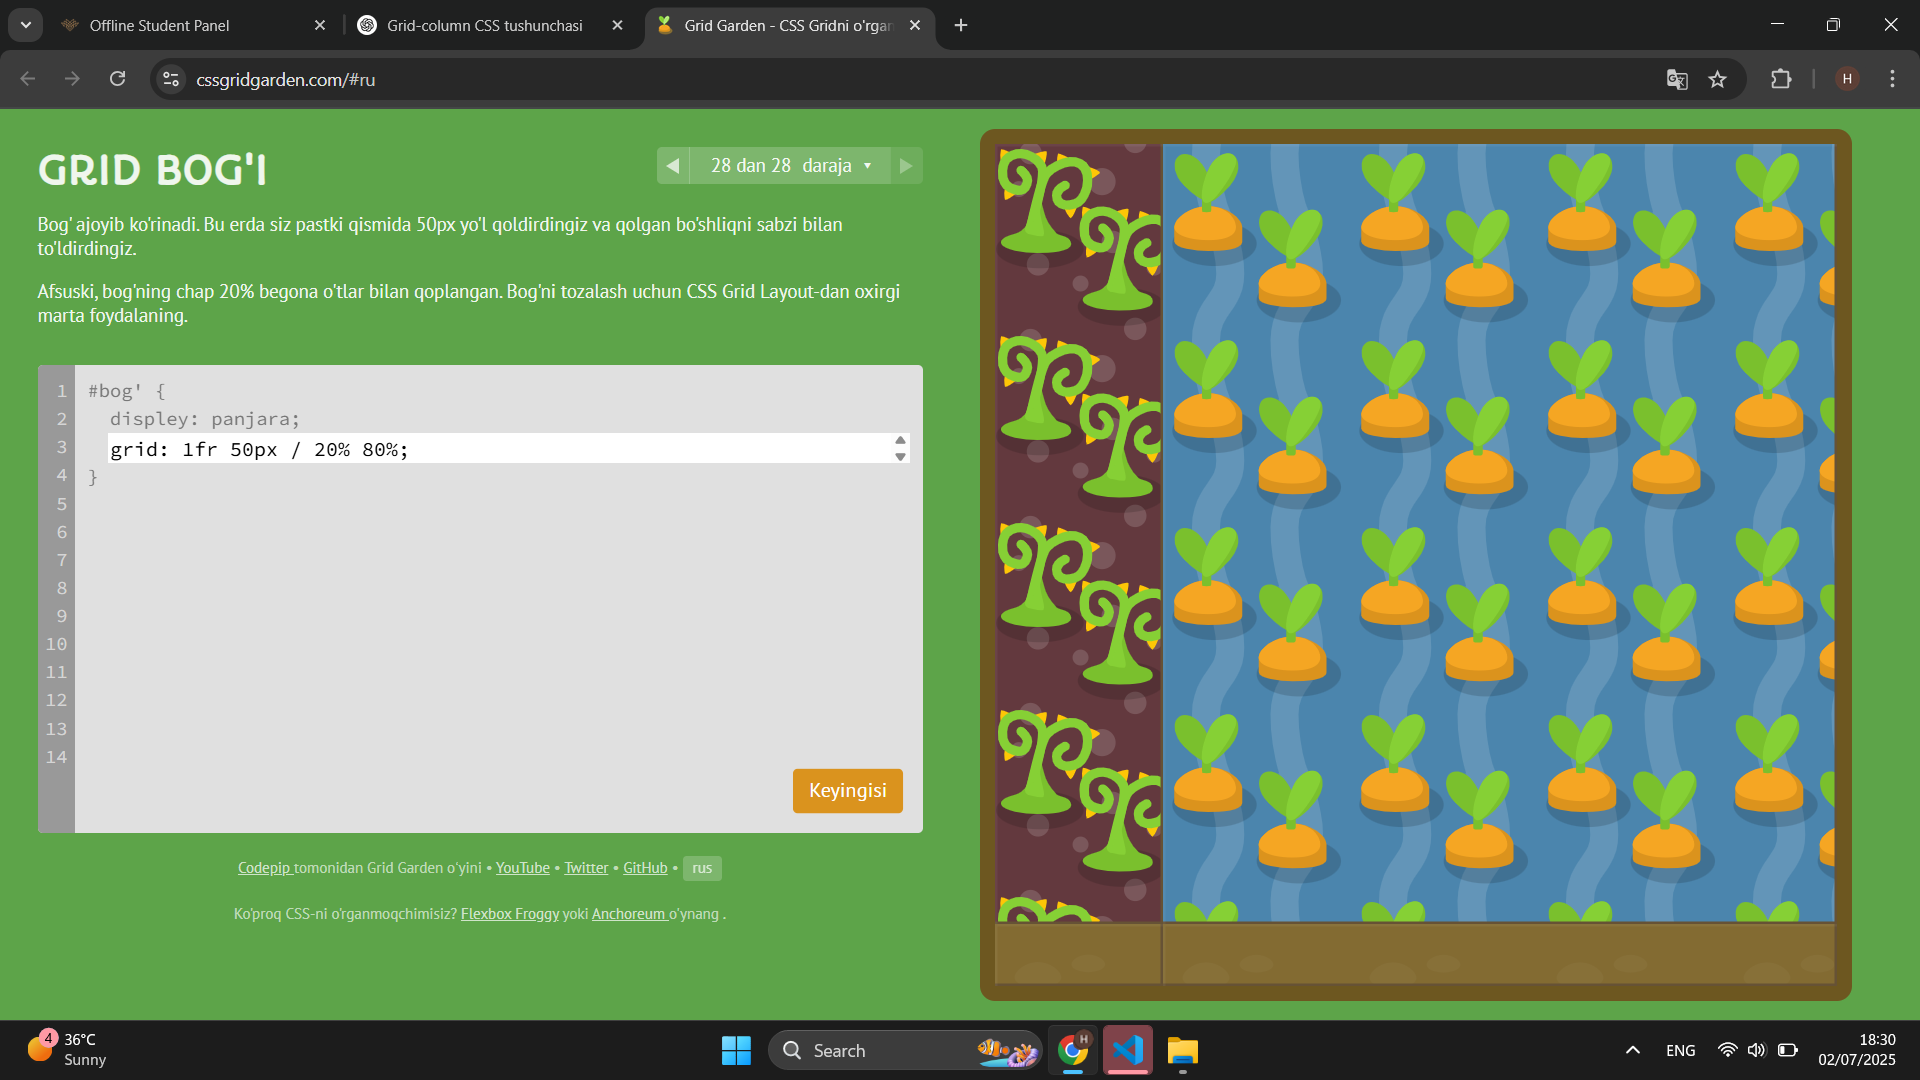 Offline Student Panel
Grid-column CSS tushunchasi
Grid Garden - CSS Gridni o'rgan
cssgridgarden.com/#ru
H
GRID BOG'I
28 dan 28 daraja
Bog' ajoyib ko'rinadi. Bu erda siz pastki qismida 50px yo'l qoldirdingiz va qolgan bo'shliqni sabzi bilan
to'ldirdingiz.
Afsuski, bog'ning chap 20% begona o'tlar bilan qoplangan. Bog'ni tozalash uchun CSS Grid Layout-dan oxirgi
marta foydalaning.
1 #bog' {
2 displey: panjara;
3 grid: 1fr 50px / 20% 80%;
4 }
5
6
7
8
9
10
11
12
13
14
Keyingisi
Codepip tomonidan Grid Garden o'yini • YouTube • Twitter • GitHub • rus
Ko'proq CSS-ni o'rganmoqchimisiz? Flexbox Froggy yoki Anchoreum o'ynang .
4
36°C
Sunny
Search
H
ENG
18:30
02/07/2025